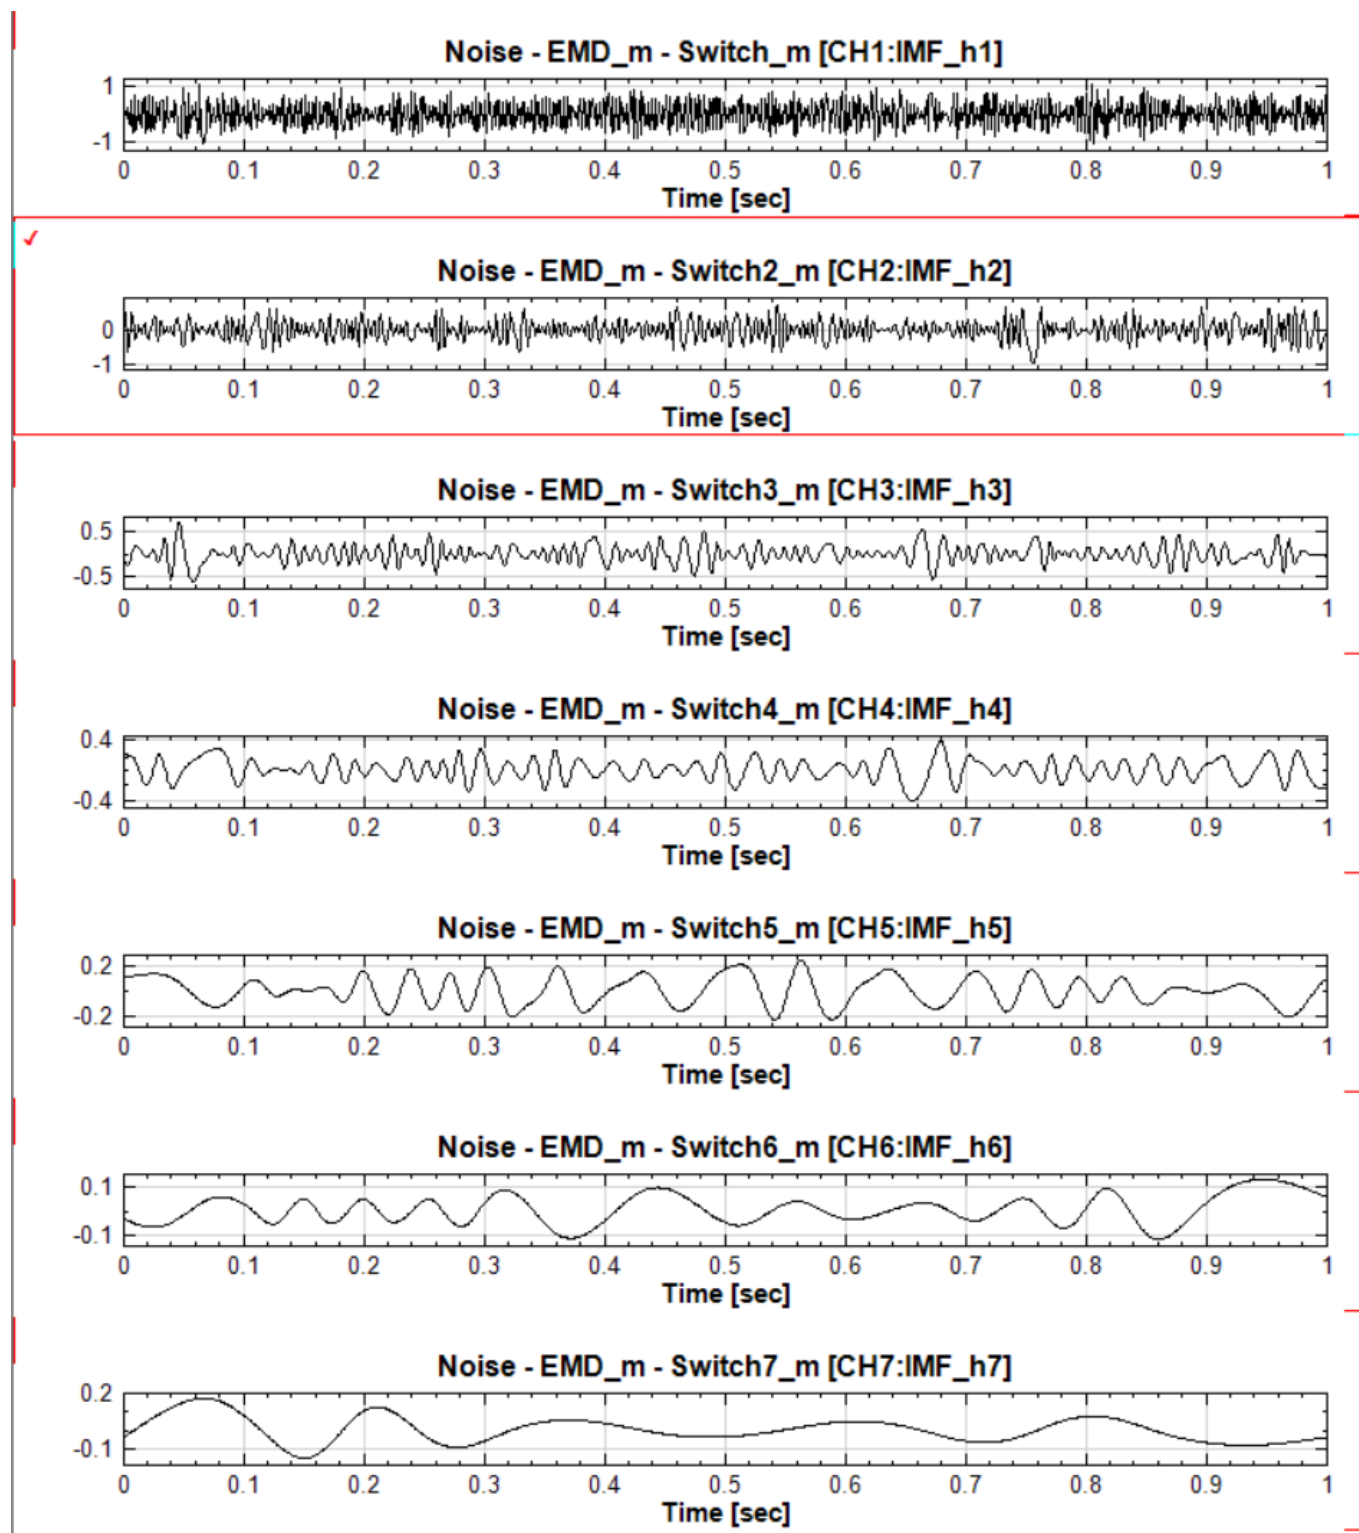 Noise - EMD_m - Switch_m [CH1:IMF_h1]
1
-1
0 0.1 0.2 0.3 0.4 0.5 0.6 0.7 0.8 0.9 1
Time [sec]
Noise - EMD_m - Switch2_m [CH2:IMF_h2]
0
-1
0 0.1 0.2 0.3 0.4 0.5 0.6 0.7 0.8 0.9 1
Time [sec]
Noise - EMD_m - Switch3_m [CH3:IMF_h3]
0.5
-0.5
0 0.1 0.2 0.3 0.4 0.5 0.6 0.7 0.8 0.9 1
Time [sec]
Noise - EMD_m - Switch4_m [CH4:IMF_h4]
0.4
-0.4
0 0.1 0.2 0.3 0.4 0.5 0.6 0.7 0.8 0.9 1
Time [sec]
Noise - EMD_m - Switch5_m [CH5:IMF_h5]
0.2
-0.2
0 0.1 0.2 0.3 0.4 0.5 0.6 0.7 0.8 0.9 1
Time [sec]
Noise - EMD_m - Switch6_m [CH6:IMF_h6]
0.1
-0.1
0 0.1 0.2 0.3 0.4 0.5 0.6 0.7 0.8 0.9 1
Time [sec]
Noise - EMD_m - Switch7_m [CH7:IMF_h7]
0.2
-0.1
0 0.1 0.2 0.3 0.4 0.5 0.6 0.7 0.8 0.9 1
Time [sec]